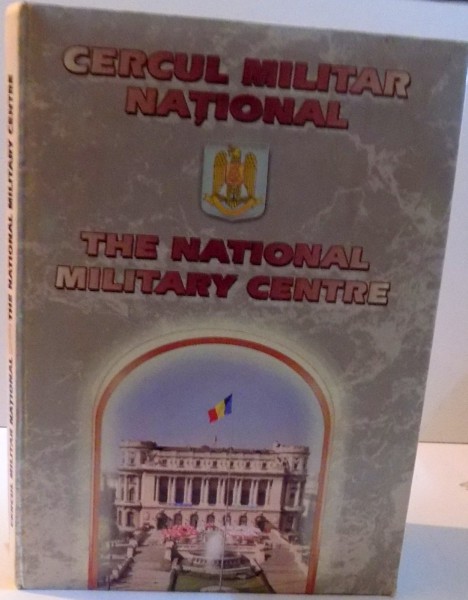 CERCUL MILITAR
NAȚIONAL
THE NATIONAL
MILITARY CENTRE
CERCUL MILITAR NAȚIONAL THE NATIONAL MILITARY CENTRE